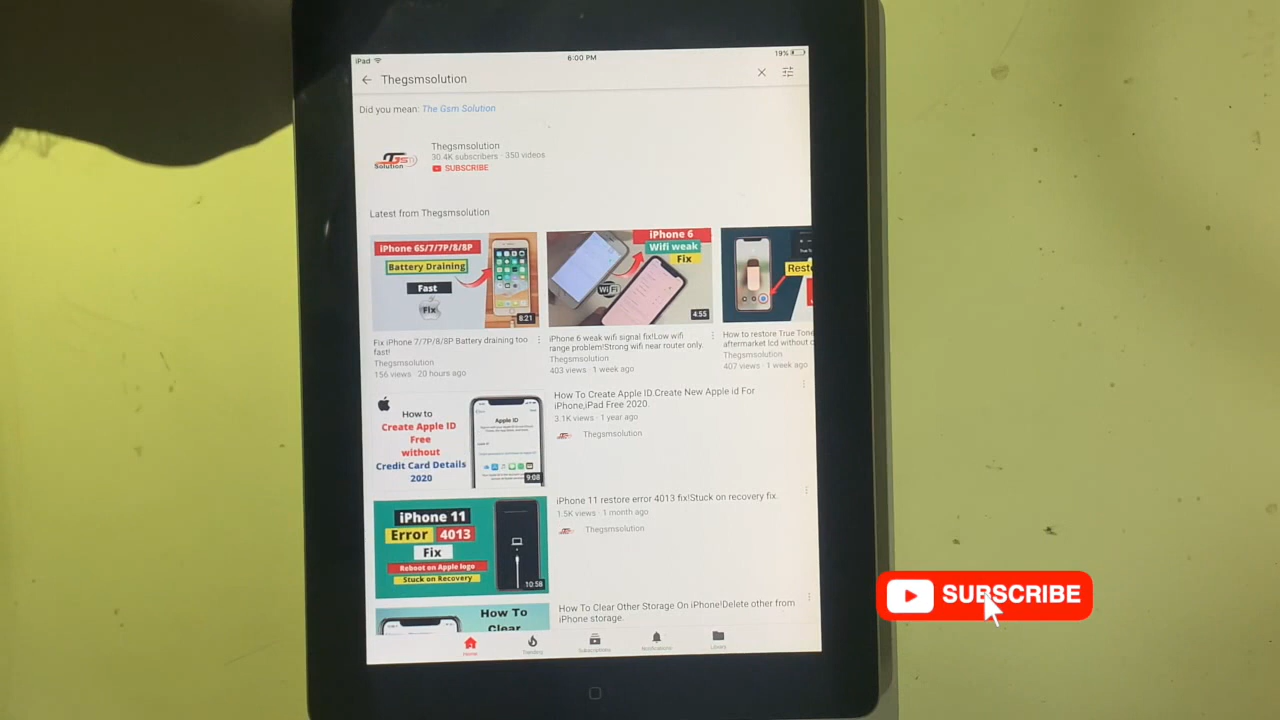 iPad
6:00 PM
19%
Thegsmsolution
Did you mean: The Gsm Solution
Solution
Thegsmsolution
30.4K subscribers · 350 videos
SUBSCRIBE
Latest from Thegsmsolution
iPhone 6S/7/7P/8/8P
Battery Draining
Fast
Fix
8:21
iPhone 6
Wifi weak
Fix
WiFi
4:55
Rest
Fix iPhone 7/7P/8/8P Battery draining too
fast!
Thegsmsolution
156 views · 20 hours ago
iPhone 6 weak wifi signal fix!Low wifi
range problem!Strong wifi near router only.
Thegsmsolution
403 views · 1 week ago
How to restore True Tone
aftermarket lcd without
Thegsmsolution
407 views · 1 week ago
How to
Create Apple ID
Free
without
Credit Card Details
2020
Apple ID
9:08
How To Create Apple ID.Create New Apple id For
iPhone,iPad Free 2020.
3.1K views · 1 year ago
Thegsmsolution
iPhone 11
Error 4013
Fix
Reboot on Apple logo
Stuck on Recovery
10:58
iPhone 11 restore error 4013 fix!Stuck on recovery fix.
1.5K views · 1 month ago
Thegsmsolution
How To
Clear
How To Clear Other Storage On iPhone!Delete other from
iPhone storage.
Home
Trending
Subscriptions
Notifications
Library
SUBSCRIBE